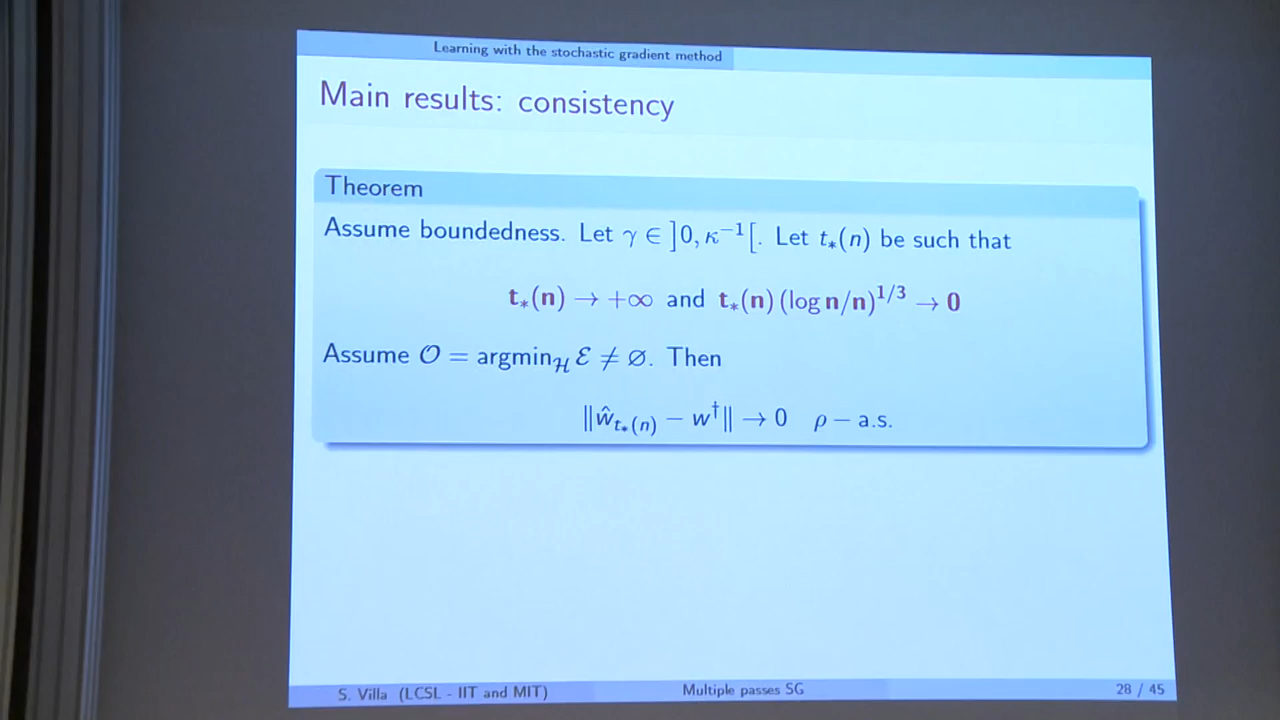 Learning with the stochastic gradient method
Main results: consistency
Theorem
Assume boundedness. Let γ ∈ ]0, κ⁻¹[. Let t∗(n) be such that
t∗(n) → +∞ and t∗(n) (log n/n)^{1/3} → 0
Assume 𝒪 = argmin_ℋ ℰ ≠ ∅. Then
‖ŵ_{t∗(n)} − w†‖ → 0 ρ − a.s.
S. Villa (LCSL - IIT and MIT) Multiple passes SG 28 / 45